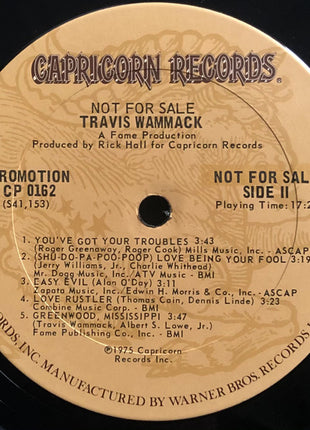 CAPRICORN RECORDS®
NOT FOR SALE
TRAVIS WAMMACK
A Fame Production
Produced by Rick Hall for Capricorn Records
PROMOTION
CP 0162
(S41,153)
NOT FOR SAL
SIDE II
Playing Time: 17:2
1. YOU'VE GOT YOUR TROUBLES 3:43
(Roger Greenaway, Roger Cook) Mills Music, Inc. - ASCAP
2. (SHU-DO-PA-POO-POOP) LOVE BEING YOUR FOOL 3:19
(Jerry Williams, Jr., Charlie Whitehead)
Mr. Dogg Music, Inc./ATV Music - BMI
3. EASY EVIL (Alan O'Day) 3:11
Zapata Music, Inc./Edwin H. Morris & Co., Inc. - ASCAP
4. LOVE RUSTLER (Thomas Cain, Dennis Linde) 3:23
Combine Music Corp. - BMI
5. GREENWOOD, MISSISSIPPI 3:47
(Travis Wammack, Albert S. Lowe, Jr.)
Fame Publishing Co., Inc. - BMI
℗1975 Capricorn
Records Inc.
ORDS, INC. MANUFACTURED BY WARNER BROS. RECORDS I